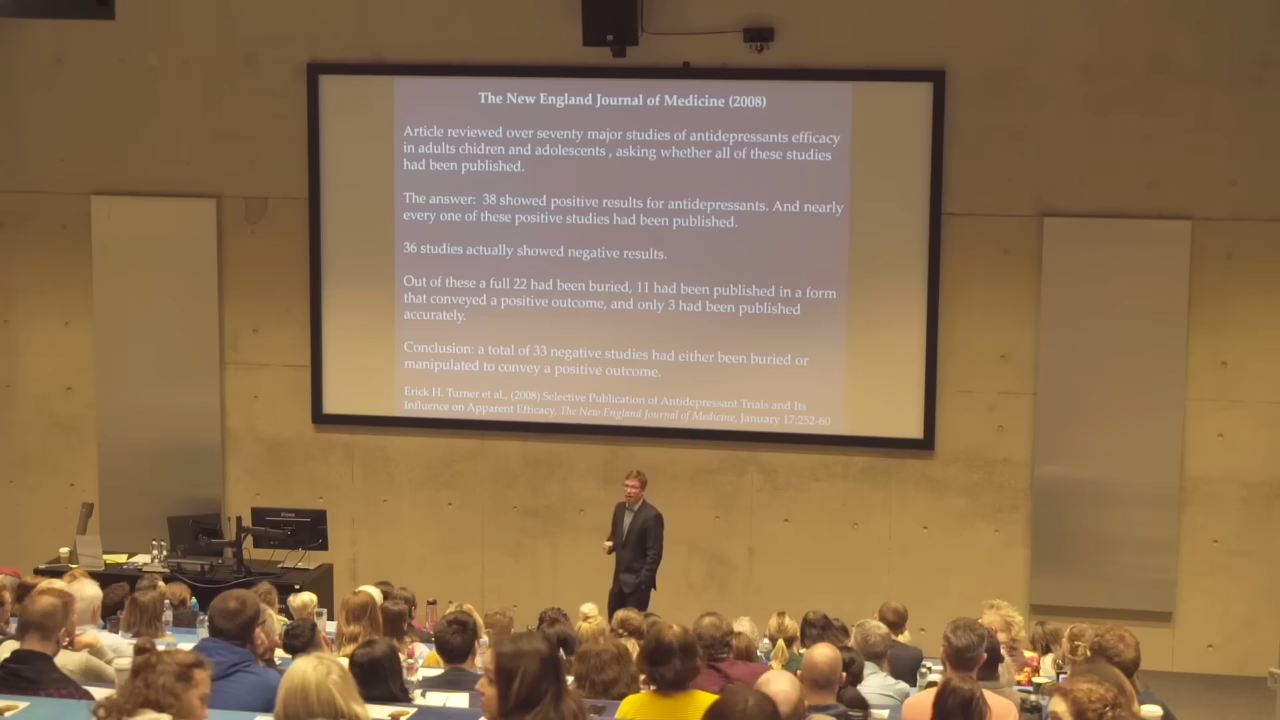 The New England Journal of Medicine (2008)
Article reviewed over seventy major studies of antidepressants efficacy
in adults chidren and adolescents , asking whether all of these studies
had been published.
The answer: 38 showed positive results for antidepressants. And nearly
every one of these positive studies had been published.
36 studies actually showed negative results.
Out of these a full 22 had been buried, 11 had been published in a form
that conveyed a positive outcome, and only 3 had been published
accurately.
Conclusion: a total of 33 negative studies had either been buried or
manipulated to convey a positive outcome.
Erick H. Turner et al., (2008) Selective Publication of Antidepressant Trials and Its
Influence on Apparent Efficacy, The New England Journal of Medicine, January 17:252-60